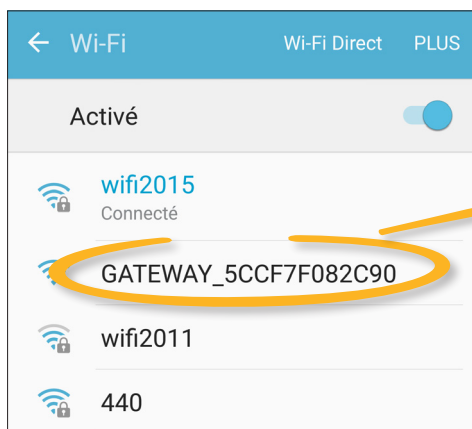 Wi-Fi Wi-Fi Direct PLUS
Activé
wifi2015
Connecté
GATEWAY_5CCF7F082C90
wifi2011
440